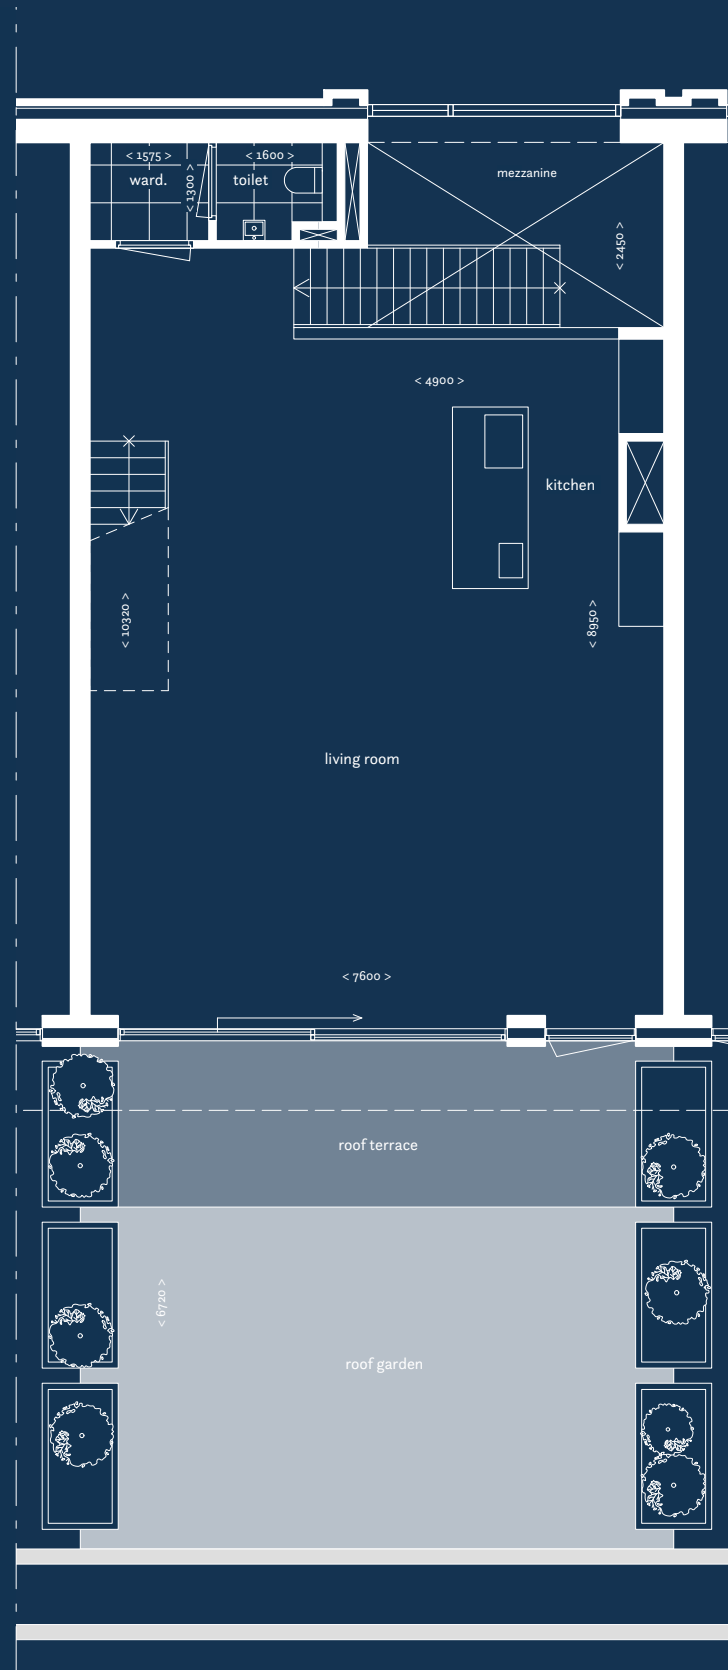 < 1575 >
< 1600 >
ward.
< 1300 >
toilet
mezzanine
< 2450 >
< 4900 >
kitchen
< 10320 >
< 8950 >
living room
< 7600 >
roof terrace
< 6720 >
roof garden